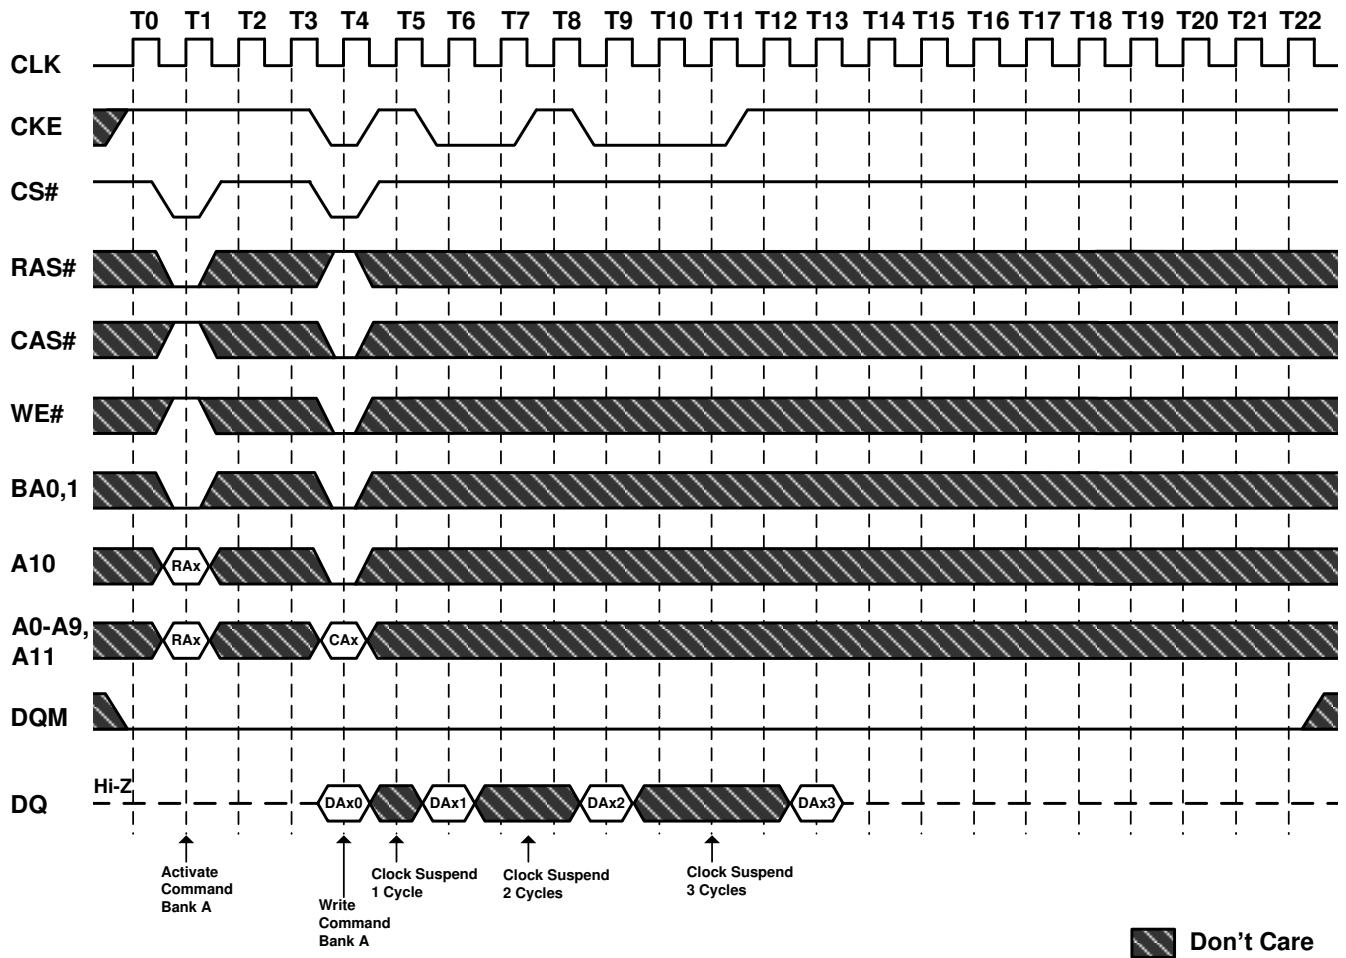 T0 T1 T2 T3 T4 T5 T6 T7 T8 T9 T10 T11 T12 T13 T14 T15 T16 T17 T18 T19 T20 T21 T22
CLK
CKE
CS#
RAS#
CAS#
WE#
BA0,1
A10
RAx
A0-A9,
A11
RAx
CAx
DQM
Hi-Z
DQ
DAx0
DAx1
DAx2
DAx3
Activate
Command
Bank A
Write
Command
Bank A
Clock Suspend
1 Cycle
Clock Suspend
2 Cycles
Clock Suspend
3 Cycles
Don't Care